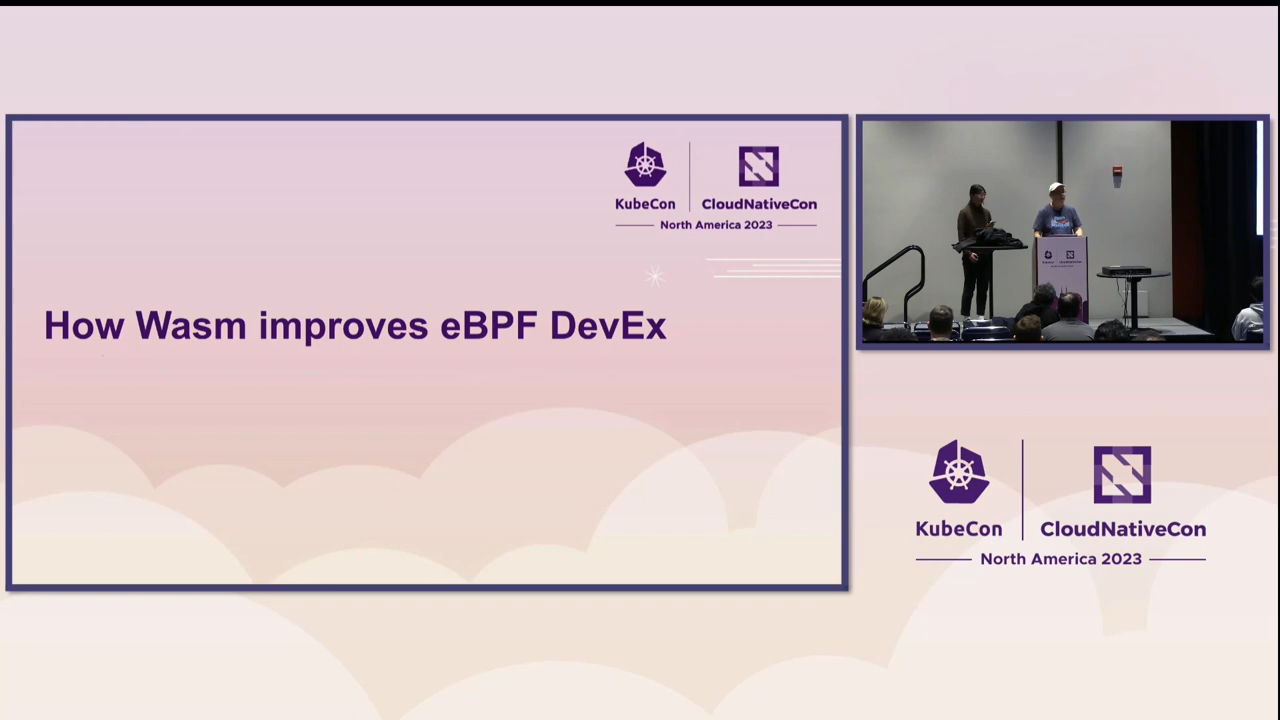 KubeCon
CloudNativeCon
North America 2023
How Wasm improves eBPF DevEx
KubeCon
CloudNativeCon
North America 2023